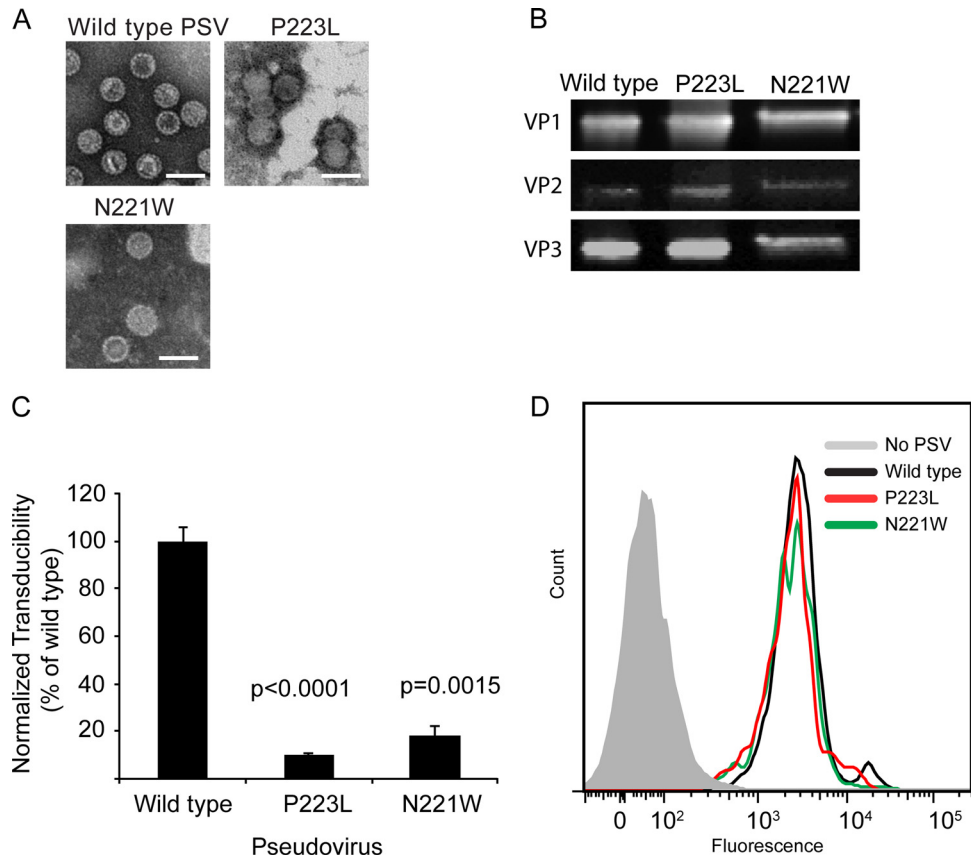 A
Wild type PSV
P223L
N221W
B
Wild type
P223L
N221W
VP1
VP2
VP3
C
Normalized Transducibility
(% of wild type)
120
100
80
60
40
20
p<0.0001
p=0.0015
Wild type
P223L
N221W
Pseudovirus
D
Count
No PSV
Wild type
P223L
N221W
0
10²
10³
10⁴
10⁵
Fluorescence